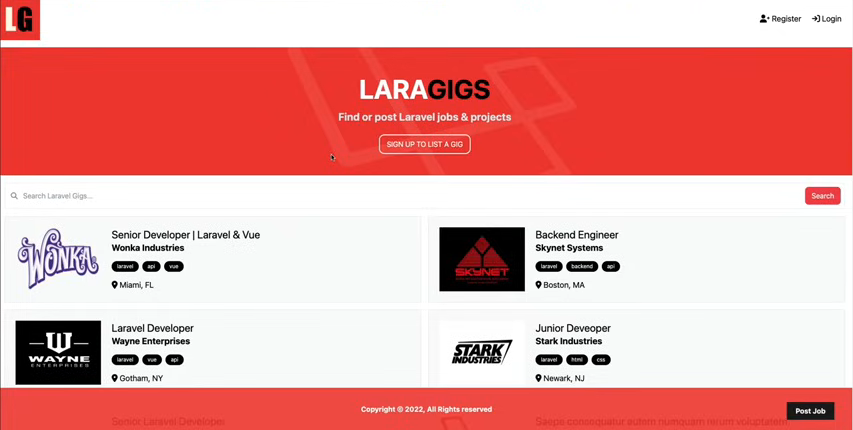 LG
Register
Login
LARAGIGS
Find or post Laravel jobs & projects
SIGN UP TO LIST A GIG
Search Laravel Gigs...
Search
WONKA
Senior Developer | Laravel & Vue
Wonka Industries
laravel api vue
Miami, FL
SKYNET
Backend Engineer
Skynet Systems
laravel backend api
Boston, MA
WAYNE
ENTERPRISES
Laravel Developer
Wayne Enterprises
laravel vue api
Gotham, NY
STARK
INDUSTRIES
Junior Deveoper
Stark Industries
laravel html css
Newark, NJ
Senior Laravel Developer
Saepe consequatur autem numquam rerum voluptatem
Copyright © 2022, All Rights reserved
Post Job